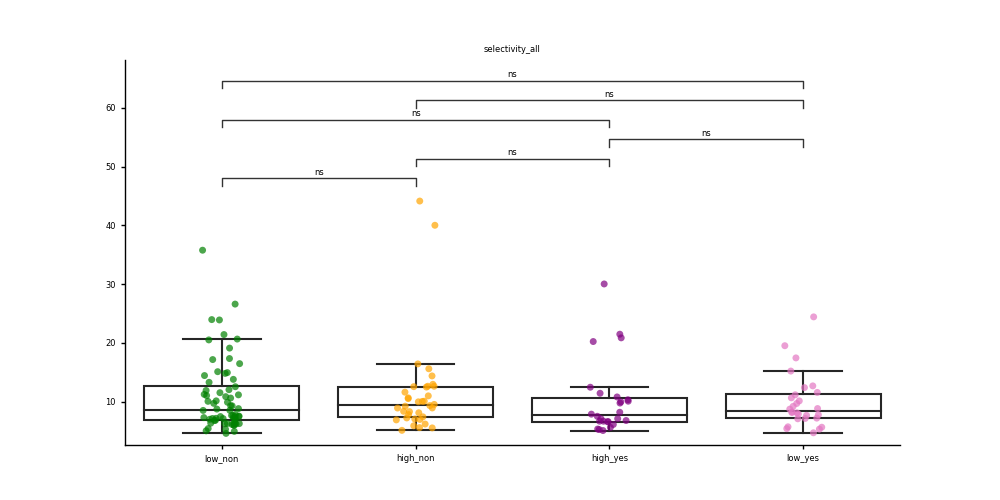 selectivity_all
ns
ns
ns
ns
ns
ns
60
50
40
30
20
10
low_non
high_non
high_yes
low_yes